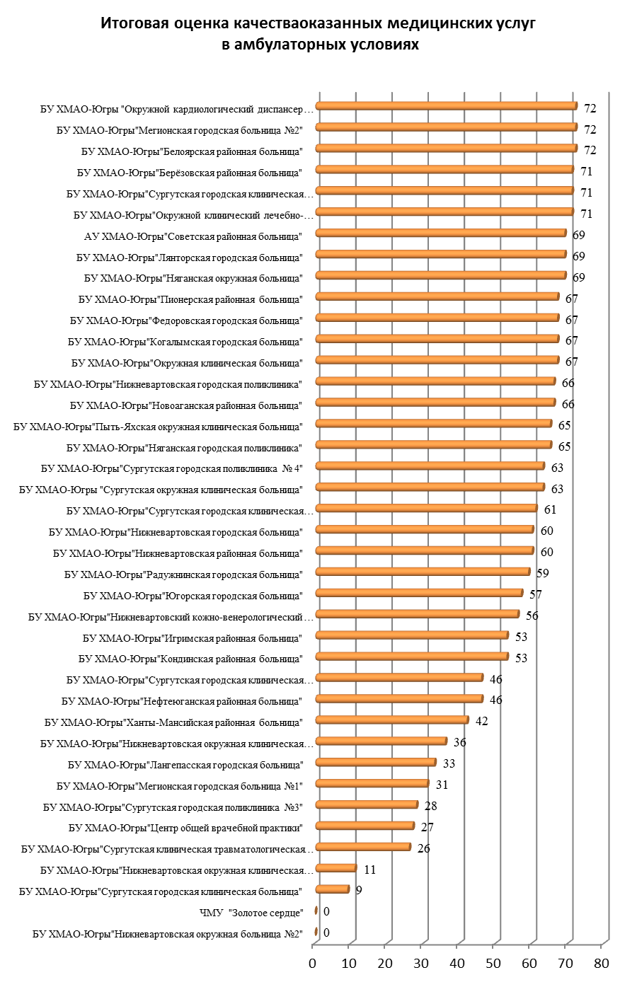 Итоговая оценка качестваоказанных медицинских услуг
в амбулаторных условиях
БУ ХМАО-Югры "Окружной кардиологический диспансер… 72
БУ ХМАО-Югры"Мегионская городская больница №2" 72
БУ ХМАО-Югры"Белоярская районная больница" 72
БУ ХМАО-Югры"Берёзовская районная больница" 71
БУ ХМАО-Югры"Сургутская городская клиническая… 71
БУ ХМАО-Югры"Окружной клинический лечебно-… 71
АУ ХМАО-Югры"Советская районная больница" 69
БУ ХМАО-Югры"Лянторская городская больница" 69
БУ ХМАО-Югры"Няганская окружная больница" 69
БУ ХМАО-Югры"Пионерская районная больница" 67
БУ ХМАО-Югры"Федоровская городская больница" 67
БУ ХМАО-Югры"Когалымская городская больница" 67
БУ ХМАО-Югры"Окружная клиническая больница" 67
БУ ХМАО-Югры"Нижневартовская городская поликлиника" 66
БУ ХМАО-Югры"Новоаганская районная больница" 66
БУ ХМАО-Югры"Пыть-Яхская окружная клиническая больница" 65
БУ ХМАО-Югры"Няганская городская поликлиника" 65
БУ ХМАО-Югры"Сургутская городская поликлиника № 4" 63
БУ ХМАО-Югры "Сургутская окружная клиническая больница" 63
БУ ХМАО-Югры"Сургутская городская клиническая… 61
БУ ХМАО-Югры"Нижневартовская городская больница" 60
БУ ХМАО-Югры"Нижневартовская районная больница" 60
БУ ХМАО-Югры"Радужнинская городская больница" 59
БУ ХМАО-Югры"Югорская городская больница" 57
БУ ХМАО-Югры"Нижневартовский кожно-венерологический… 56
БУ ХМАО-Югры"Игримская районная больница" 53
БУ ХМАО-Югры"Кондинская районная больница" 53
БУ ХМАО-Югры"Сургутская городская клиническая… 46
БУ ХМАО-Югры"Нефтеюганская районная больница" 46
БУ ХМАО-Югры"Ханты-Мансийская районная больница" 42
БУ ХМАО-Югры"Нижневартовская окружная клиническая… 36
БУ ХМАО-Югры"Лангепасская городская больница" 33
БУ ХМАО-Югры"Мегионская городская больница №1" 31
БУ ХМАО-Югры"Сургутская городская поликлиника №3" 28
БУ ХМАО-Югры"Центр общей врачебной практики" 27
БУ ХМАО-Югры"Сургутская клиническая травматологическая… 26
БУ ХМАО-Югры"Нижневартовская окружная клиническая… 11
БУ ХМАО-Югры"Сургутская городская клиническая больница" 9
ЧМУ "Золотое сердце" 0
БУ ХМАО-Югры"Нижневартовская окружная больница №2" 0
0 10 20 30 40 50 60 70 80